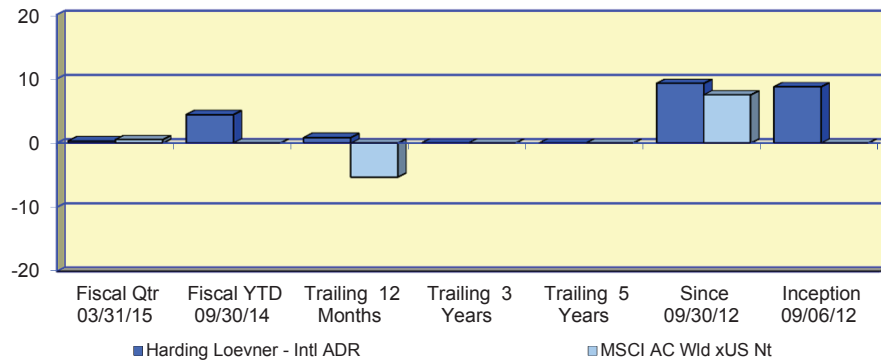 20
10
0
-10
-20
Fiscal Qtr 03/31/15
Fiscal YTD 09/30/14
Trailing 12 Months
Trailing 3 Years
Trailing 5 Years
Since 09/30/12
Inception 09/06/12
Harding Loevner - Intl ADR
MSCI AC Wld xUS Nt